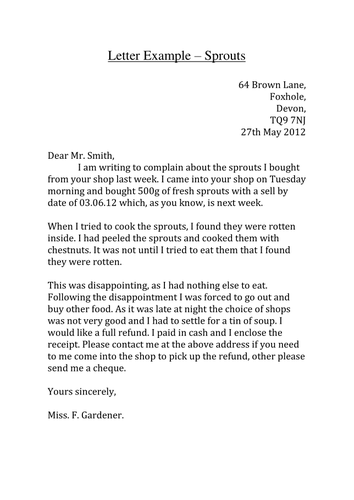 Letter Example – Sprouts
64 Brown Lane,
Foxhole,
Devon,
TQ9 7NJ
27th May 2012
Dear Mr. Smith,
I am writing to complain about the sprouts I bought
from your shop last week. I came into your shop on Tuesday
morning and bought 500g of fresh sprouts with a sell by
date of 03.06.12 which, as you know, is next week.
When I tried to cook the sprouts, I found they were rotten
inside. I had peeled the sprouts and cooked them with
chestnuts. It was not until I tried to eat them that I found
they were rotten.
This was disappointing, as I had nothing else to eat.
Following the disappointment I was forced to go out and
buy other food. As it was late at night the choice of shops
was not very good and I had to settle for a tin of soup. I
would like a full refund. I paid in cash and I enclose the
receipt. Please contact me at the above address if you need
to me come into the shop to pick up the refund, other please
send me a cheque.
Yours sincerely,
Miss. F. Gardener.